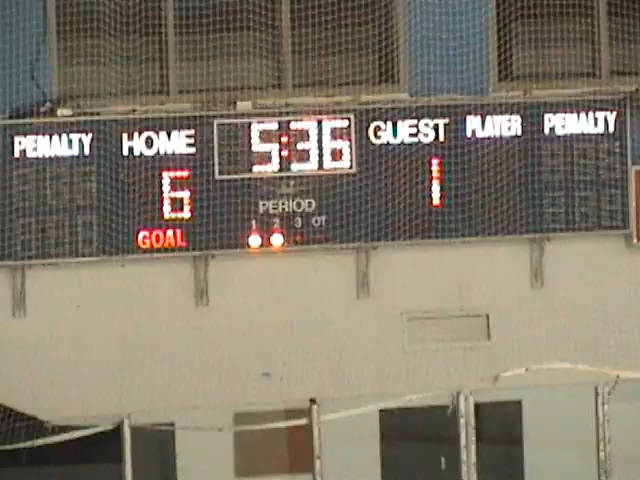 PENALTY HOME 5:36 GUEST PLAYER PENALTY
6 1
PERIOD
1 2 3 OT
GOAL